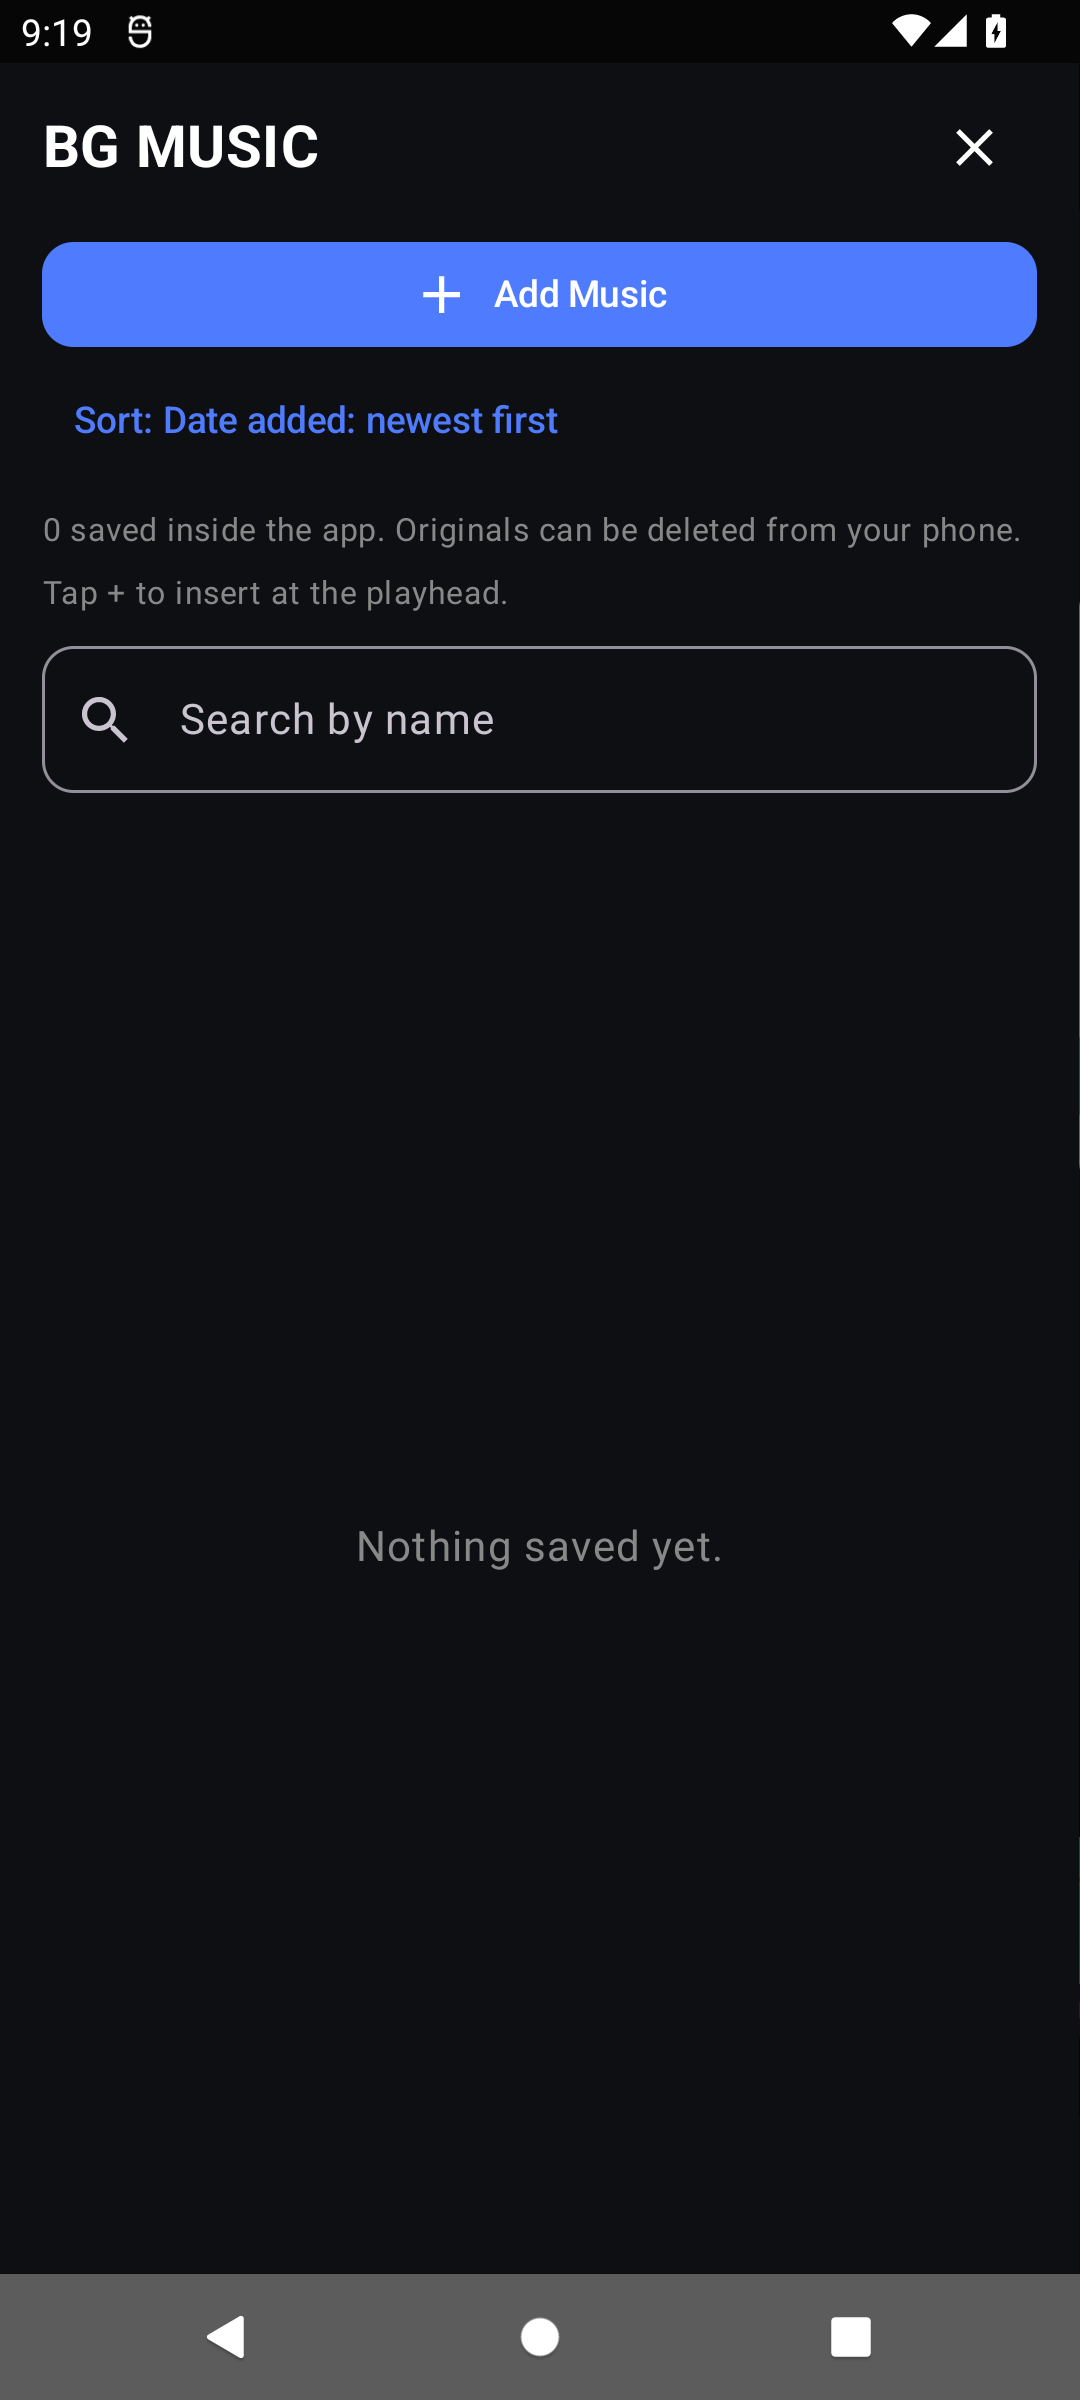 9:19
BG MUSIC
Add Music
Sort: Date added: newest first
0 saved inside the app. Originals can be deleted from your phone.
Tap + to insert at the playhead.
Search by name
Nothing saved yet.